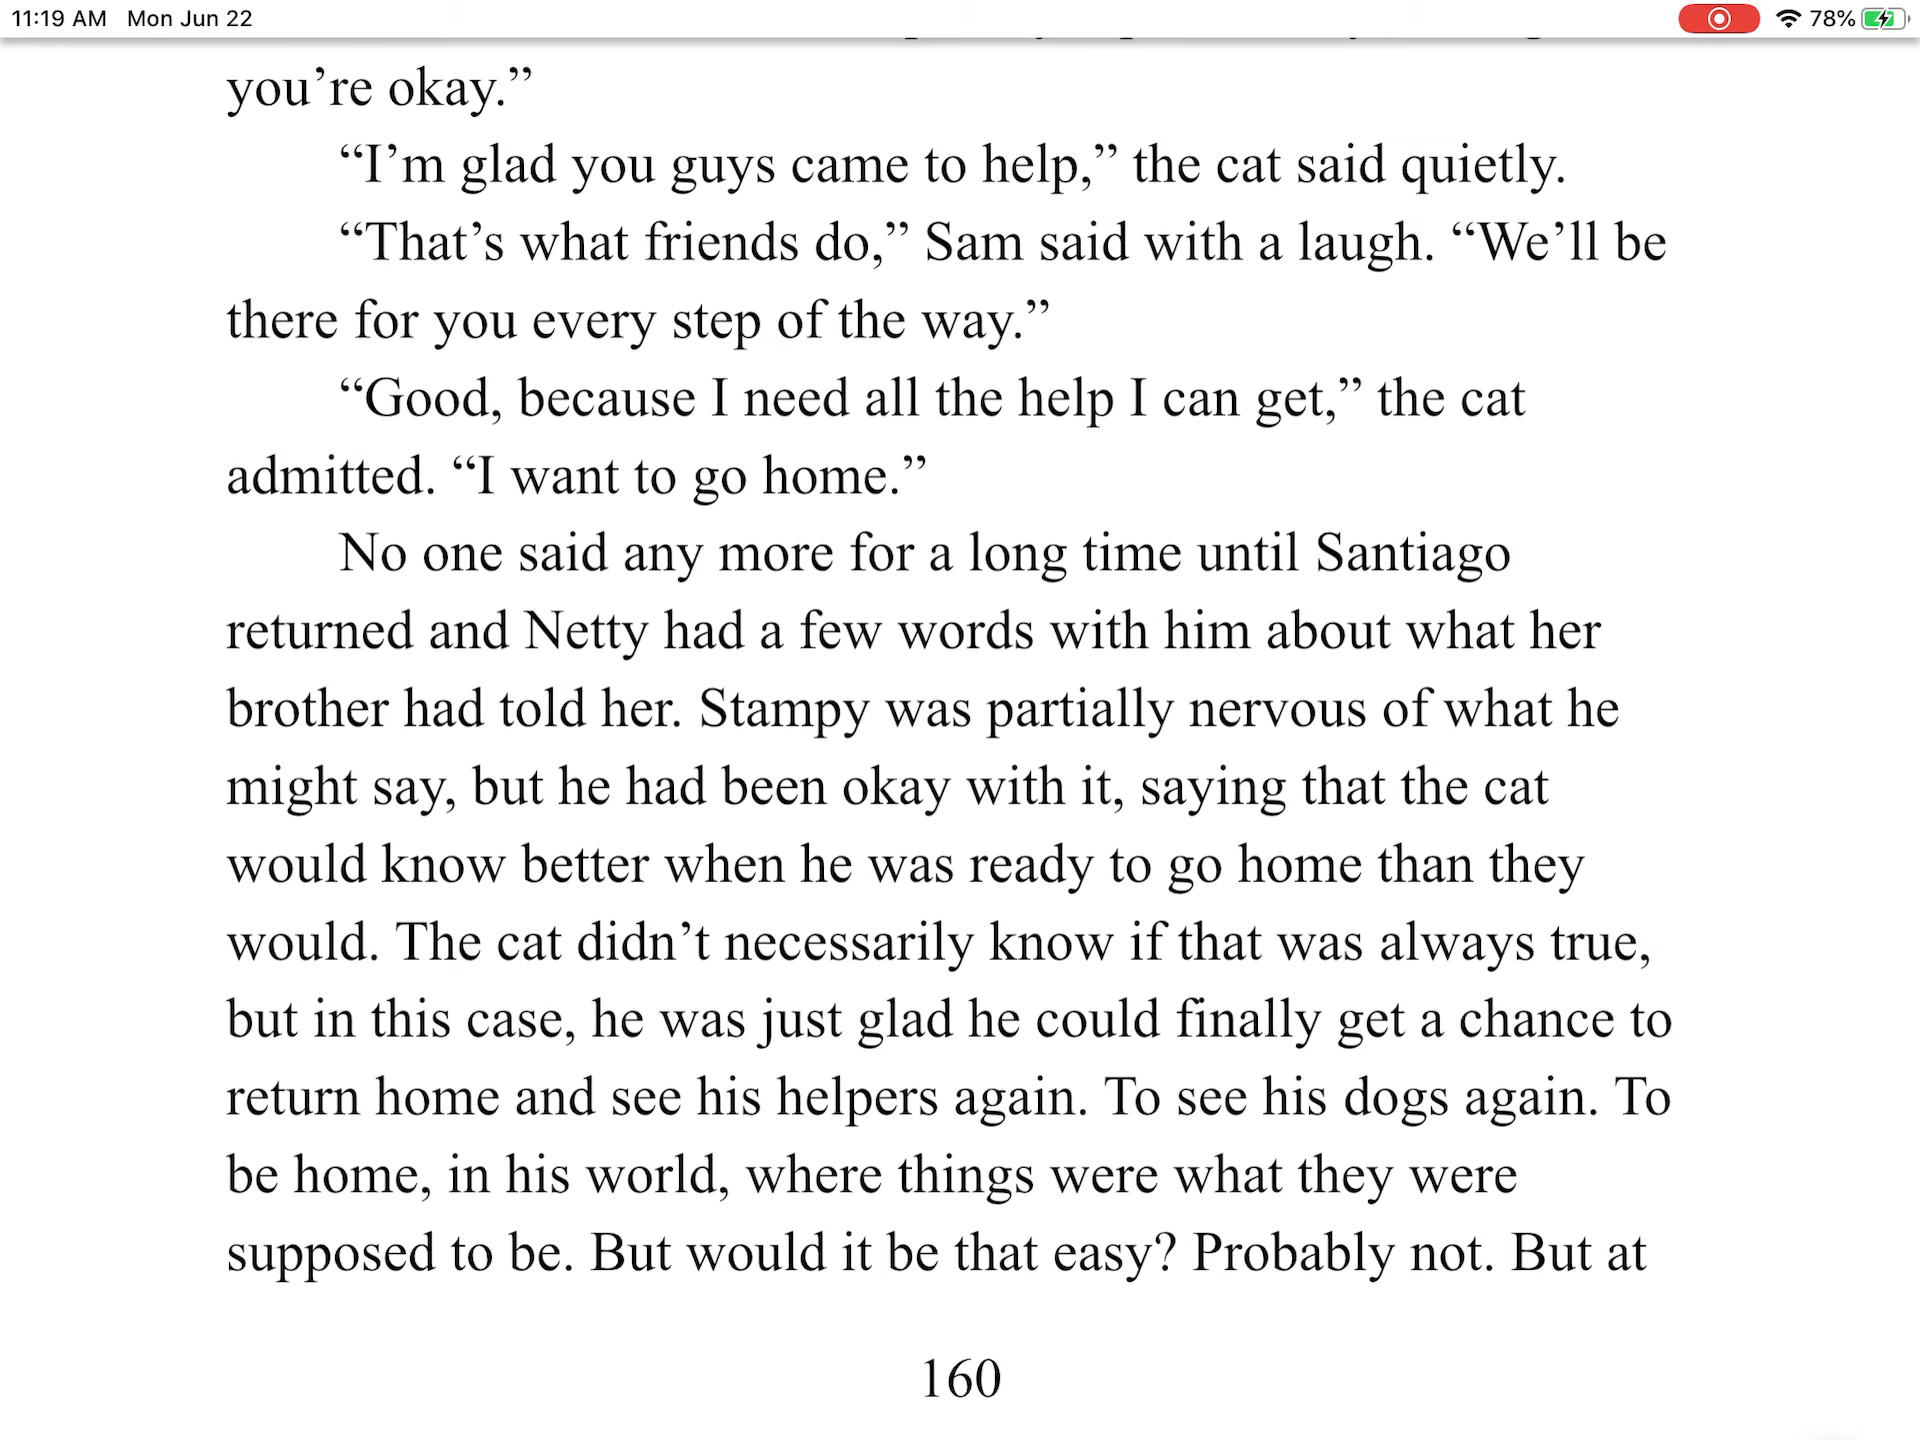 11:19 AM Mon Jun 22 78%
you’re okay.”
“I’m glad you guys came to help,” the cat said quietly.
“That’s what friends do,” Sam said with a laugh. “We’ll be
there for you every step of the way.”
“Good, because I need all the help I can get,” the cat
admitted. “I want to go home.”
No one said any more for a long time until Santiago
returned and Netty had a few words with him about what her
brother had told her. Stampy was partially nervous of what he
might say, but he had been okay with it, saying that the cat
would know better when he was ready to go home than they
would. The cat didn’t necessarily know if that was always true,
but in this case, he was just glad he could finally get a chance to
return home and see his helpers again. To see his dogs again. To
be home, in his world, where things were what they were
supposed to be. But would it be that easy? Probably not. But at
160